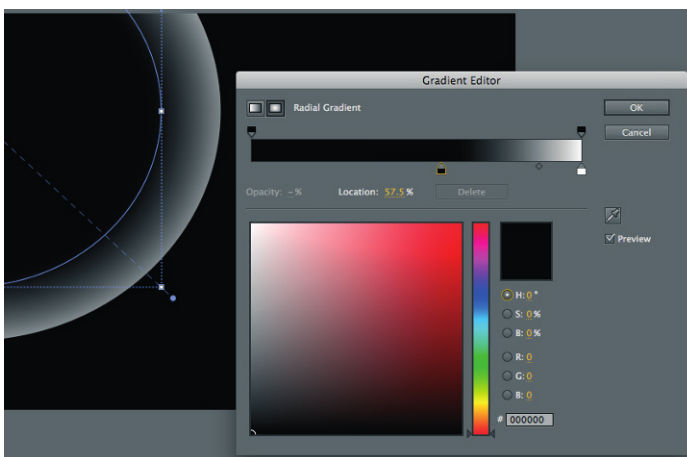 Gradient Editor
Radial Gradient
OK
Cancel
Opacity: – % Location: 57.5 % Delete
Preview
H: 0 °
S: 0 %
B: 0 %
R: 0
G: 0
B: 0
# 000000